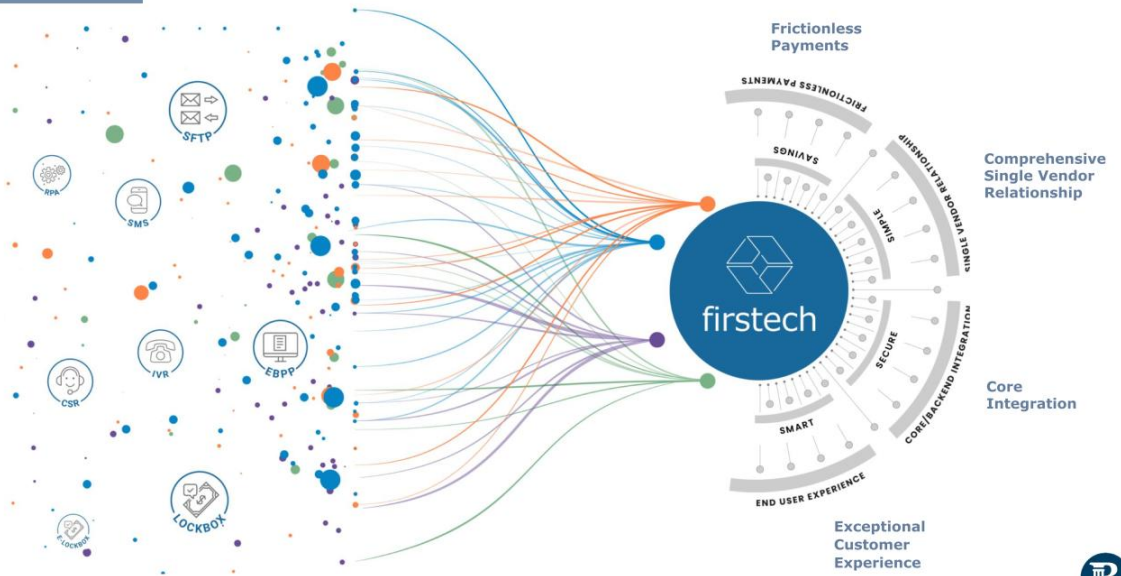 SFTP
RPA
SMS
IVR
EBPP
CSR
LOCKBOX
E-LOCKBOX
firstech
SAVINGS
SIMPLE
SECURE
SMART
FRICTIONLESS PAYMENTS
SINGLE VENDOR RELATIONSHIP
CORE/BACKEND INTEGRATION
END USER EXPERIENCE
Frictionless
Payments
Comprehensive
Single Vendor
Relationship
Core
Integration
Exceptional
Customer
Experience